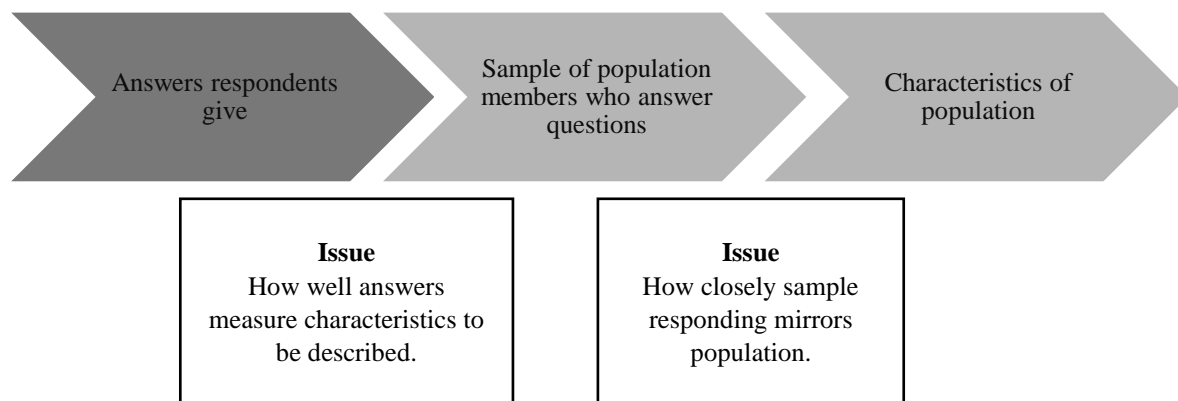 Answers respondents
give
Sample of population
members who answer
questions
Characteristics of
population
Issue
How well answers
measure characteristics to
be described.
Issue
How closely sample
responding mirrors
population.